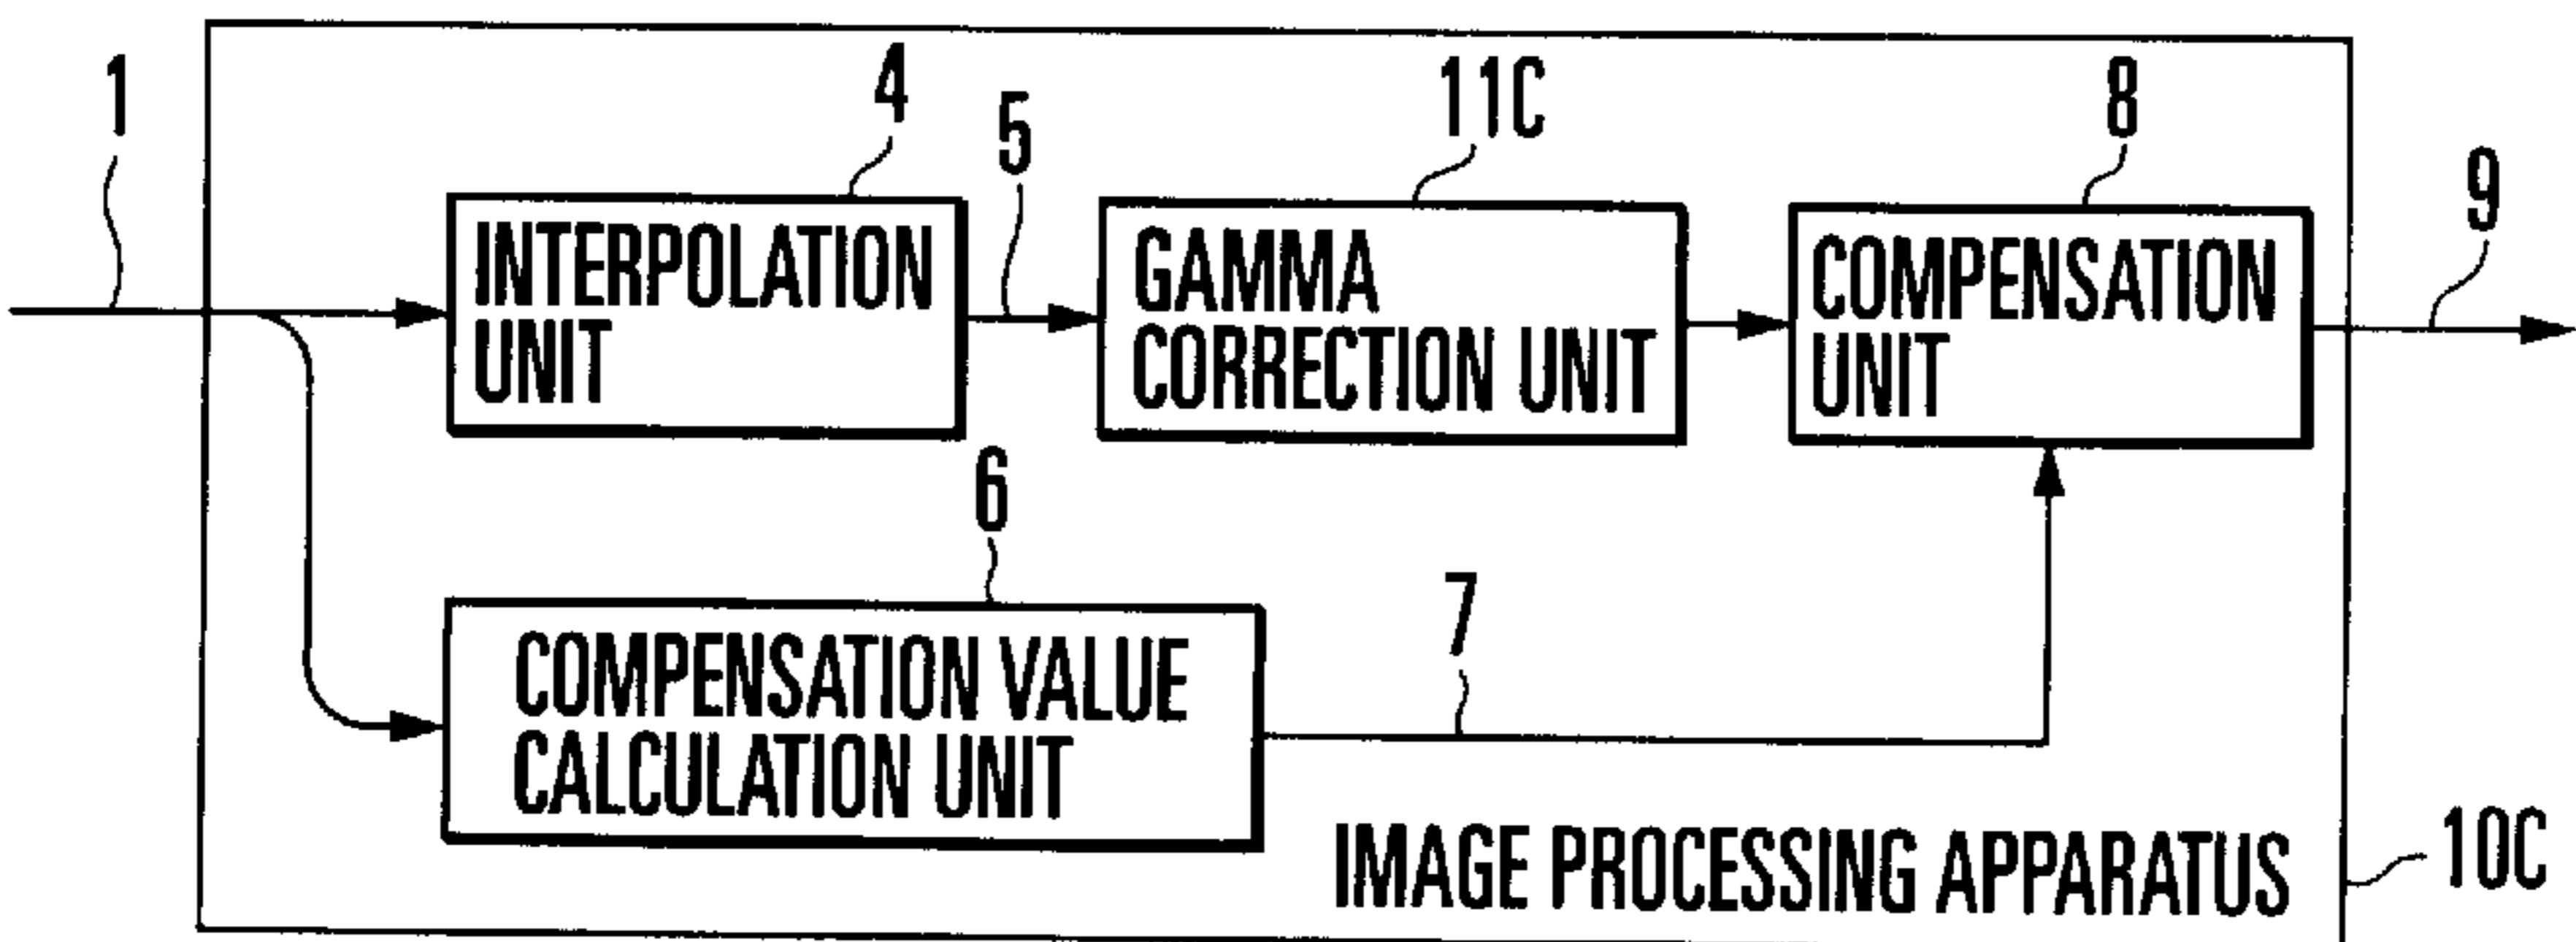 1
4
5
11C
8
9
INTERPOLATION
UNIT
GAMMA
CORRECTION UNIT
COMPENSATION
UNIT
6
7
COMPENSATION VALUE
CALCULATION UNIT
IMAGE PROCESSING APPARATUS
10C